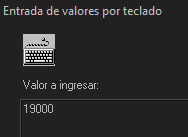 Entrada de valores por teclado
Valor a ingresar:
19000